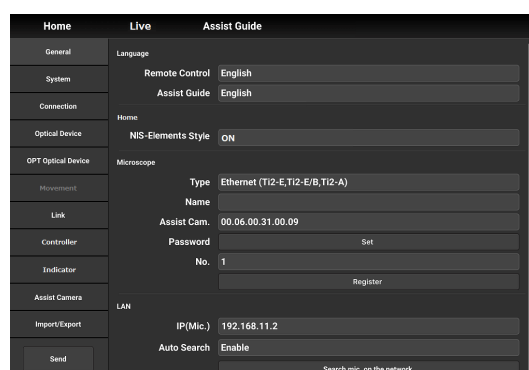 Home Live Assist Guide
General
System
Connection
Optical Device
OPT Optical Device
Movement
Link
Controller
Indicator
Assist Camera
Import/Export
Send
Language
Remote Control English
Assist Guide English
Home
NIS-Elements Style ON
Microscope
Type Ethernet (Ti2-E,Ti2-E/B,Ti2-A)
Name
Assist Cam. 00.06.00.31.00.09
Password Set
No. 1
Register
LAN
IP(Mic.) 192.168.11.2
Auto Search Enable
Search mic. on the network